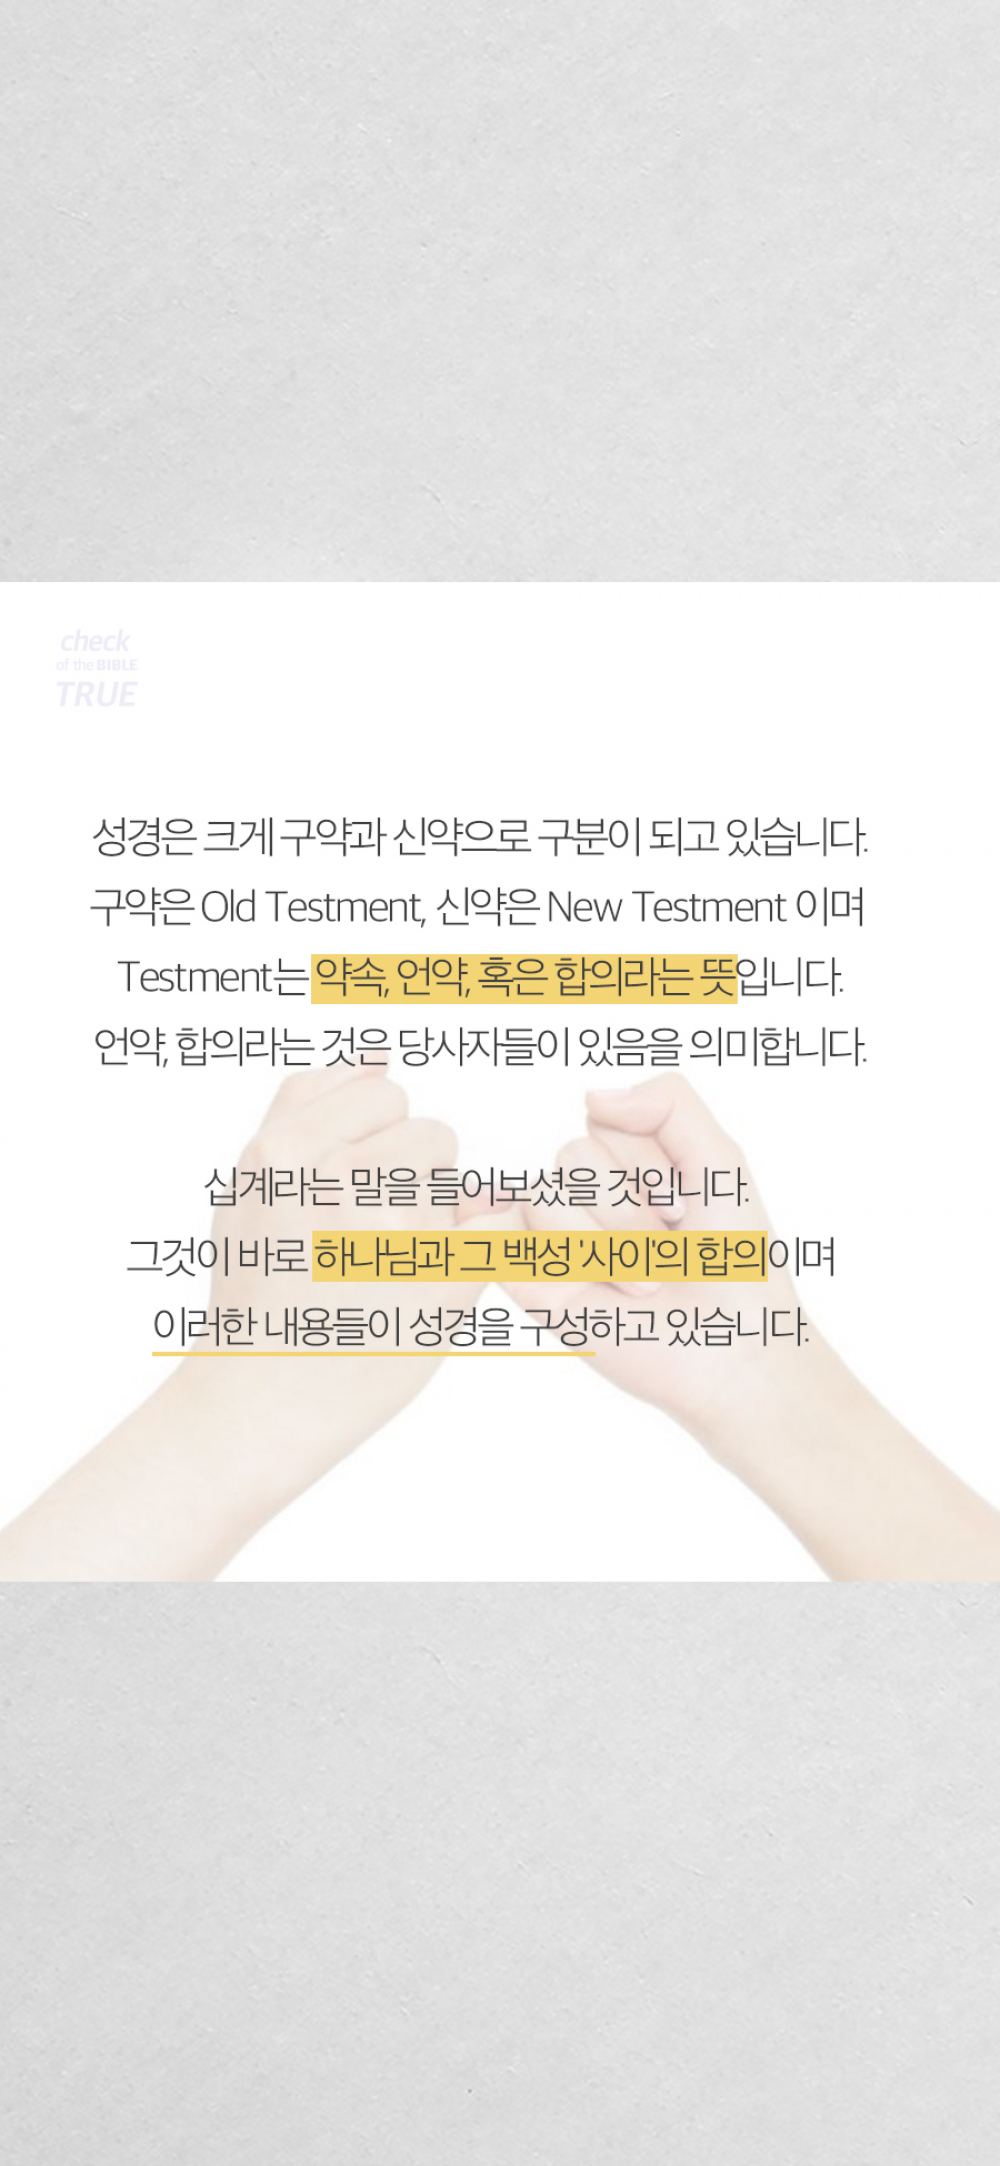 check
of the BIBLE
TRUE
성경은 크게 구약과 신약으로 구분이 되고 있습니다.
구약은 Old Testment, 신약은 New Testment 이며
Testment는 약속, 언약, 혹은 합의라는 뜻입니다.
언약, 합의라는 것은 당사자들이 있음을 의미합니다.
십계라는 말을 들어보셨을 것입니다.
그것이 바로 하나님과 그 백성 '사이'의 합의이며
이러한 내용들이 성경을 구성하고 있습니다.